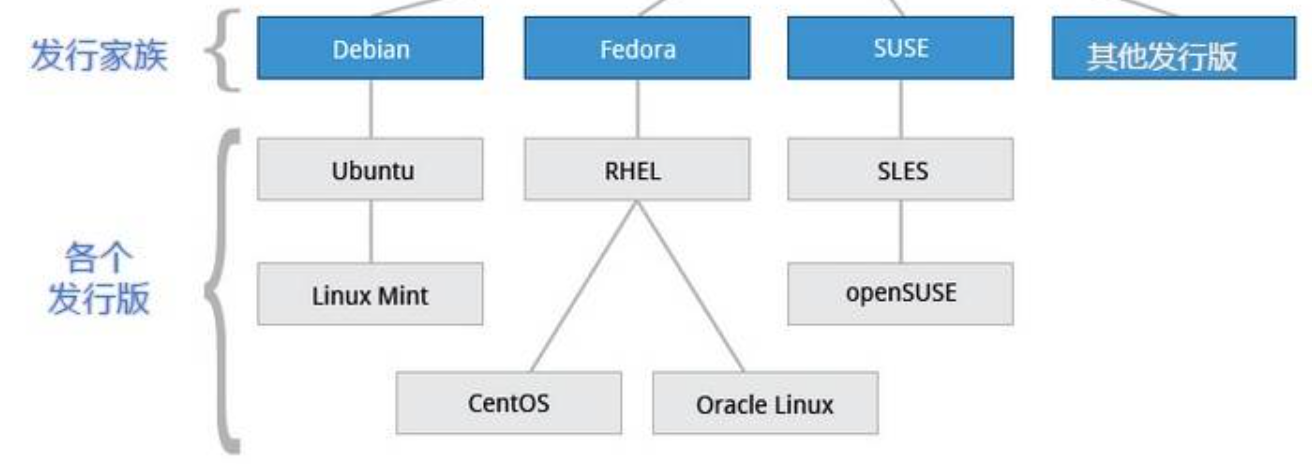 发行家族
Debian
Fedora
SUSE
其他发行版
Ubuntu
RHEL
SLES
各个
发行版
Linux Mint
openSUSE
CentOS
Oracle Linux